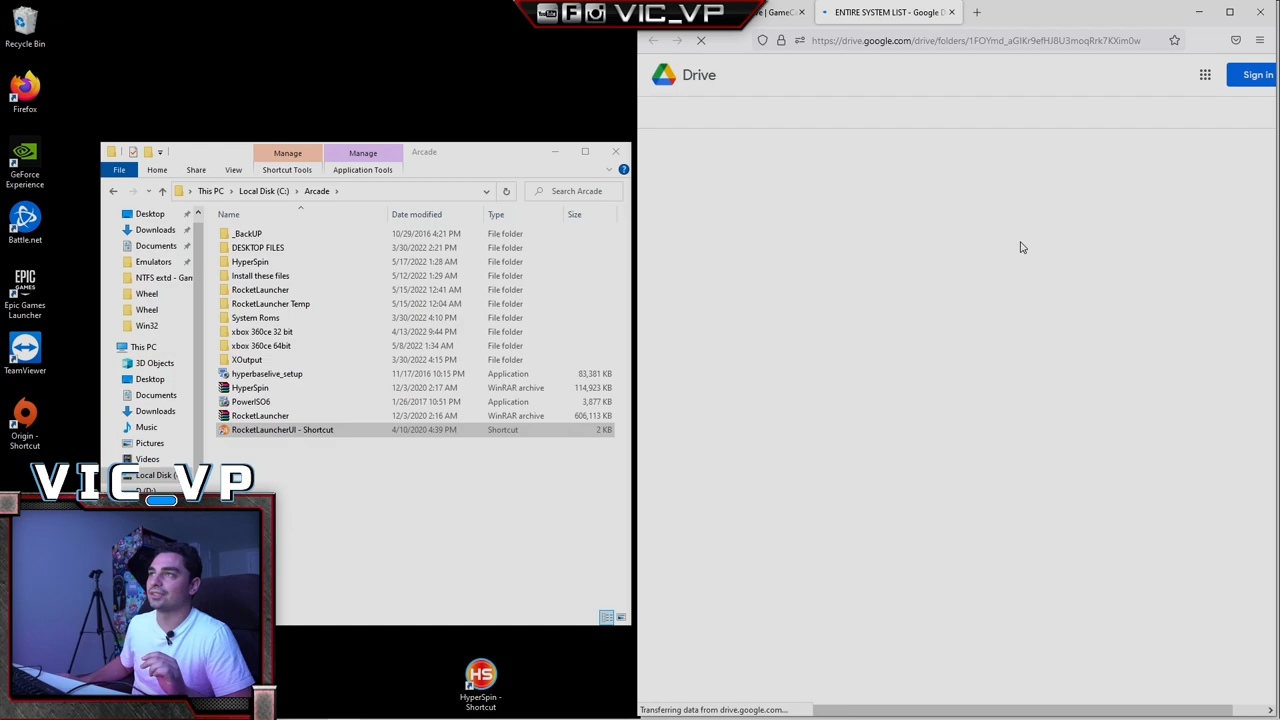 VIC_VP
| GameC
ENTIRE SYSTEM LIST - Google D
https://drive.google.com/drive/folders/1FOYmd_aGIKr9efHJ8U3moqRrk7KXim0w
Drive
Sign in
Recycle Bin
Firefox
GeForce
Experience
Battle.net
Epic Games
Launcher
TeamViewer
Origin -
Shortcut
Manage
Manage
Arcade
File
Home
Share
View
Shortcut Tools
Application Tools
This PC
Local Disk (C:)
Arcade
Search Arcade
Name
Date modified
Type
Size
Desktop
Downloads
Documents
Emulators
NTFS extd - Gam
Wheel
Wheel
Win32
This PC
3D Objects
Desktop
Documents
Downloads
Music
Pictures
Videos
Local Disk (
_BackUP 10/29/2016 4:21 PM File folder
DESKTOP FILES 3/30/2022 2:21 PM File folder
HyperSpin 5/17/2022 1:28 AM File folder
Install these files 5/12/2022 1:29 AM File folder
RocketLauncher 5/15/2022 12:41 AM File folder
RocketLauncher Temp 5/15/2022 12:04 AM File folder
System Roms 3/30/2022 4:10 PM File folder
xbox 360ce 32 bit 4/13/2022 9:44 PM File folder
xbox 360ce 64bit 5/8/2022 1:34 AM File folder
XOutput 3/30/2022 4:15 PM File folder
hyperbaselive_setup 11/17/2016 10:15 PM Application 83,381 KB
HyperSpin 12/3/2020 2:17 AM WinRAR archive 114,923 KB
PowerISO6 1/26/2017 10:51 PM Application 3,877 KB
RocketLauncher 12/3/2020 2:16 AM WinRAR archive 606,113 KB
RocketLauncherUI - Shortcut 4/10/2020 4:39 PM Shortcut 2 KB
VIC_VP
HS
HyperSpin -
Shortcut
Transferring data from drive.google.com...